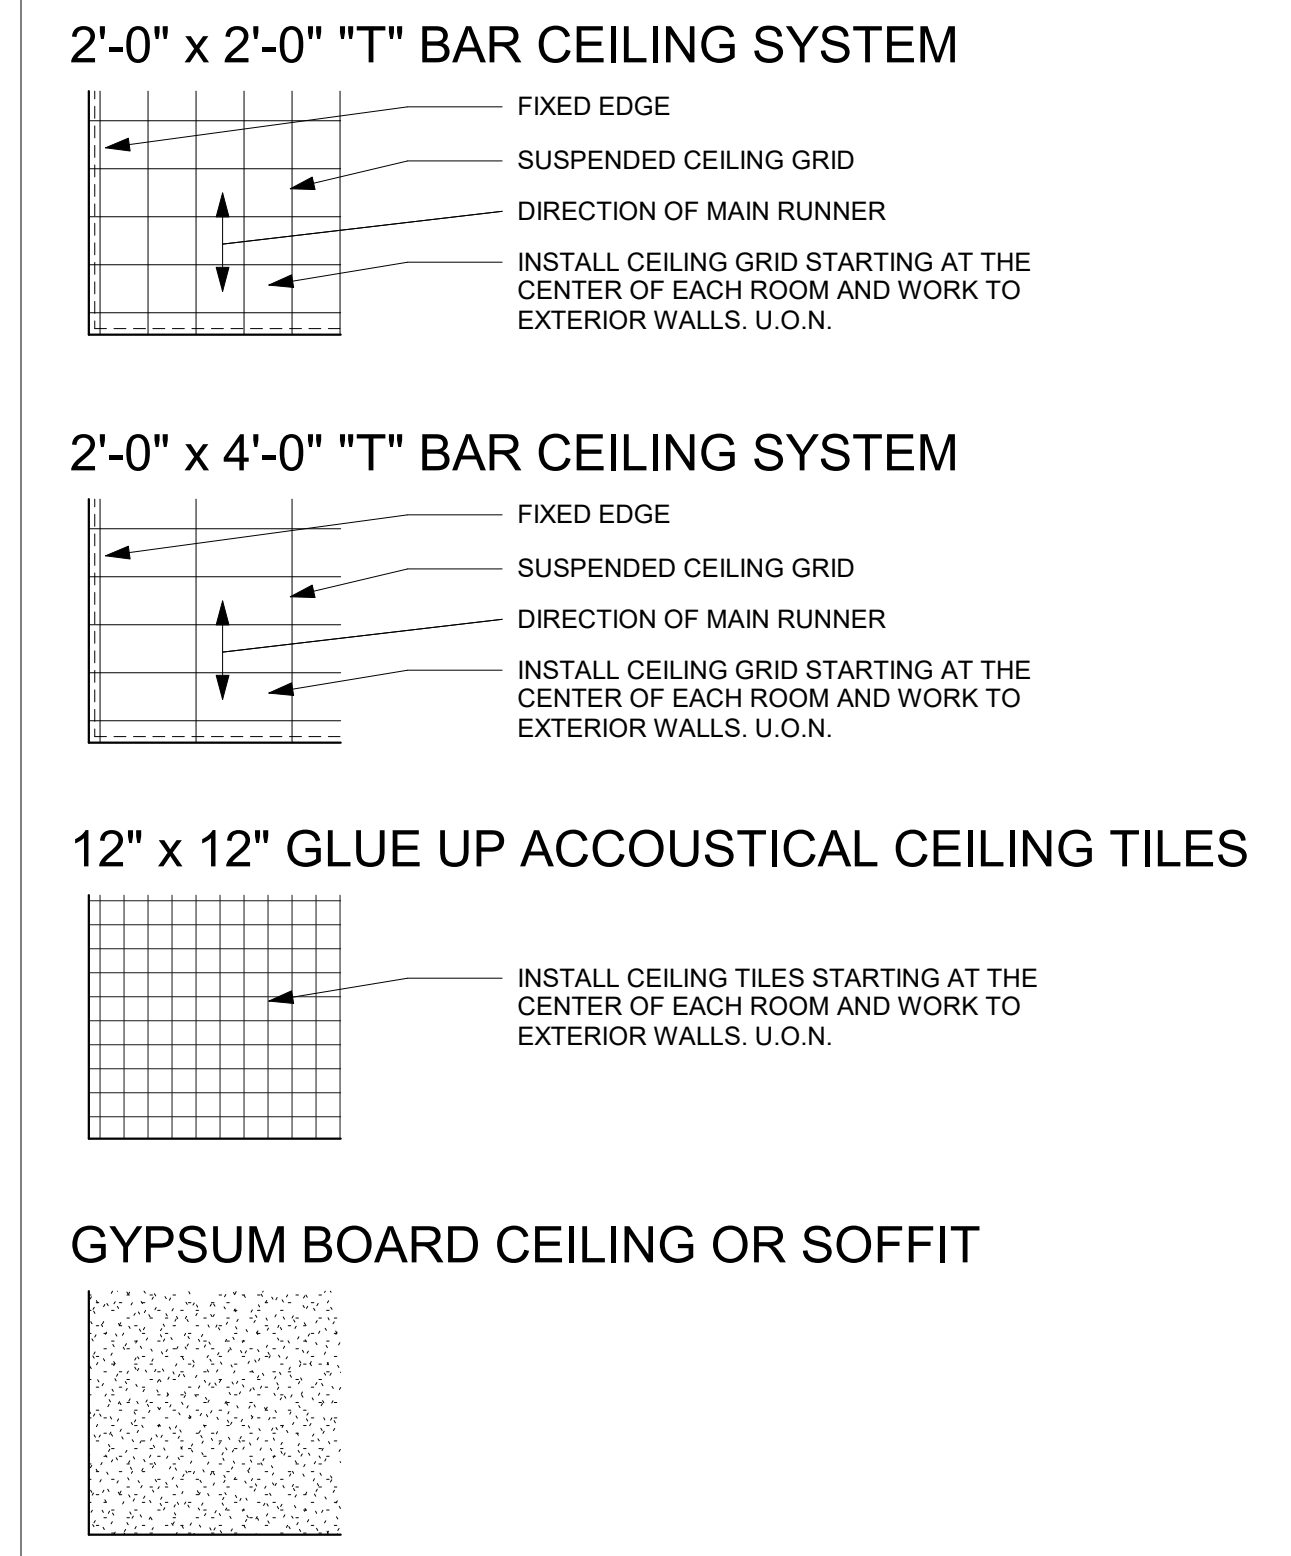 2'-0" x 2'-0" "T" BAR CEILING SYSTEM
FIXED EDGE
SUSPENDED CEILING GRID
DIRECTION OF MAIN RUNNER
INSTALL CEILING GRID STARTING AT THE
CENTER OF EACH ROOM AND WORK TO
EXTERIOR WALLS. U.O.N.
2'-0" x 4'-0" "T" BAR CEILING SYSTEM
FIXED EDGE
SUSPENDED CEILING GRID
DIRECTION OF MAIN RUNNER
INSTALL CEILING GRID STARTING AT THE
CENTER OF EACH ROOM AND WORK TO
EXTERIOR WALLS. U.O.N.
12" x 12" GLUE UP ACCOUSTICAL CEILING TILES
INSTALL CEILING TILES STARTING AT THE
CENTER OF EACH ROOM AND WORK TO
EXTERIOR WALLS. U.O.N.
GYPSUM BOARD CEILING OR SOFFIT